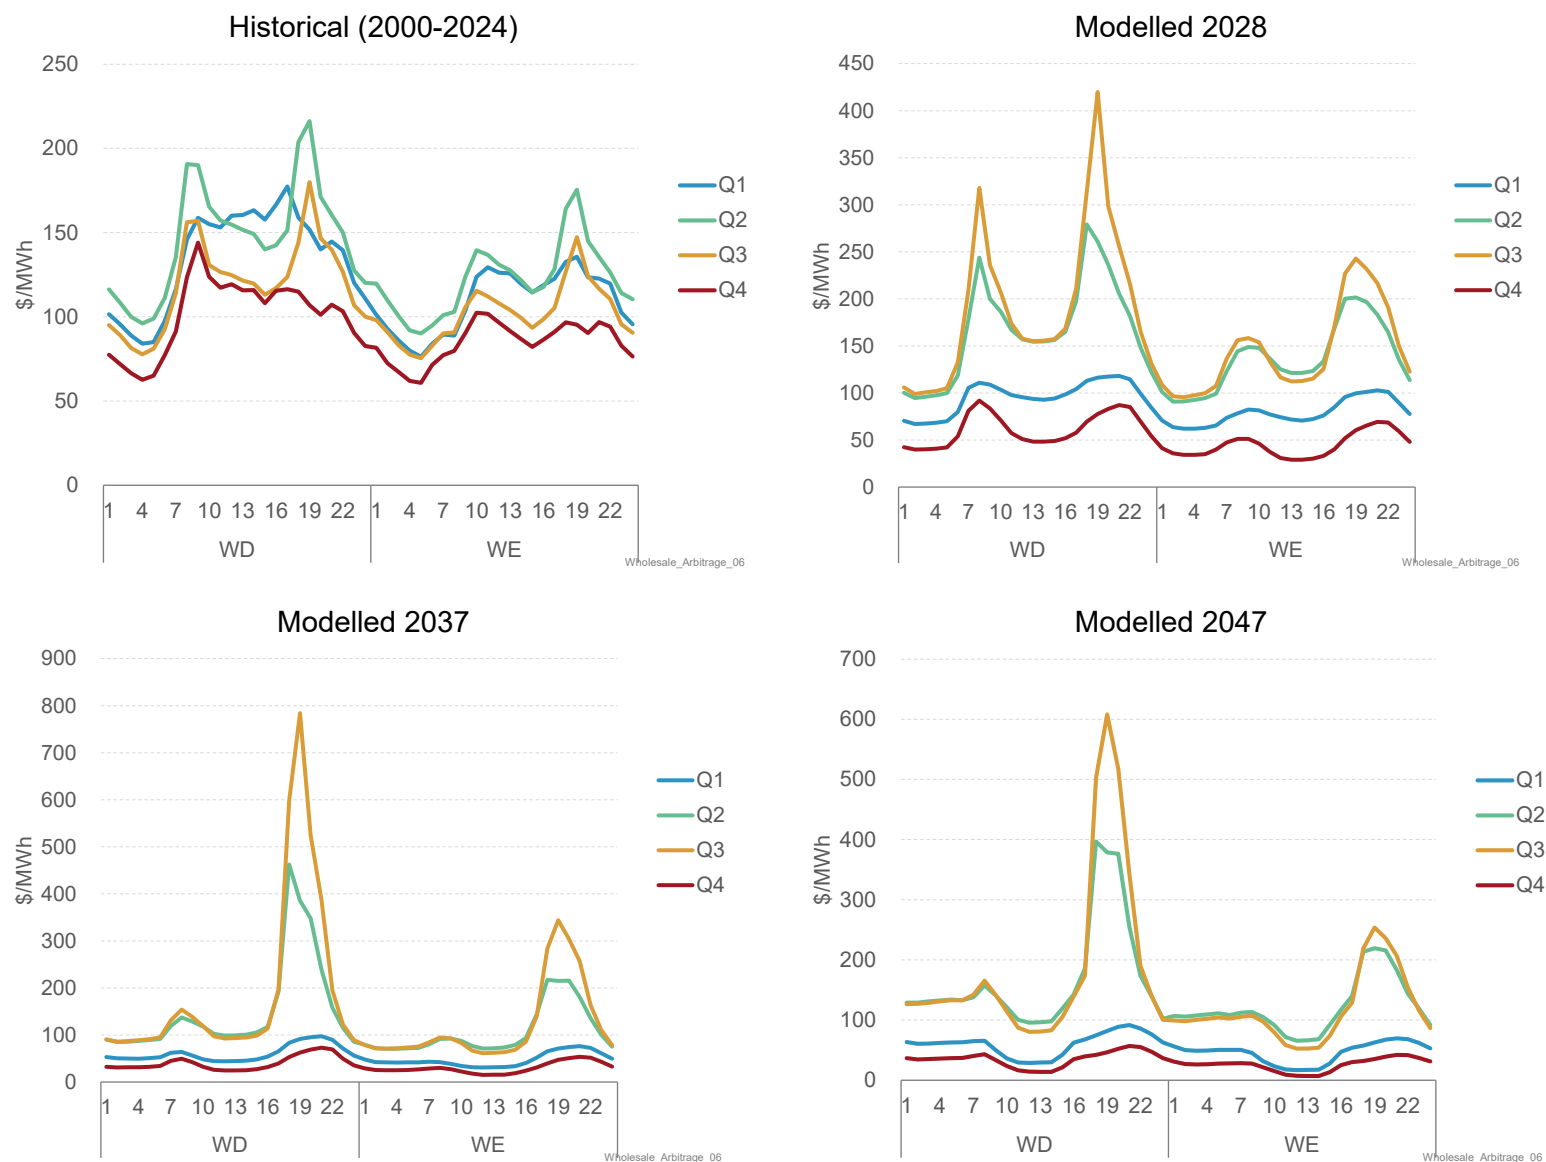 Historical (2000-2024)
250
200
150
100
50
0
$/MWh
1 4 7 10 13 16 19 22 1 4 7 10 13 16 19 22
WD WE
Q1
Q2
Q3
Q4
Wholesale_Arbitrage_06
Modelled 2028
450
400
350
300
250
200
150
100
50
0
$/MWh
1 4 7 10 13 16 19 22 1 4 7 10 13 16 19 22
WD WE
Q1
Q2
Q3
Q4
Wholesale_Arbitrage_06
Modelled 2037
900
800
700
600
500
400
300
200
100
0
$/MWh
1 4 7 10 13 16 19 22 1 4 7 10 13 16 19 22
WD WE
Q1
Q2
Q3
Q4
Wholesale_Arbitrage_06
Modelled 2047
700
600
500
400
300
200
100
0
$/MWh
1 4 7 10 13 16 19 22 1 4 7 10 13 16 19 22
WD WE
Q1
Q2
Q3
Q4
Wholesale_Arbitrage_06